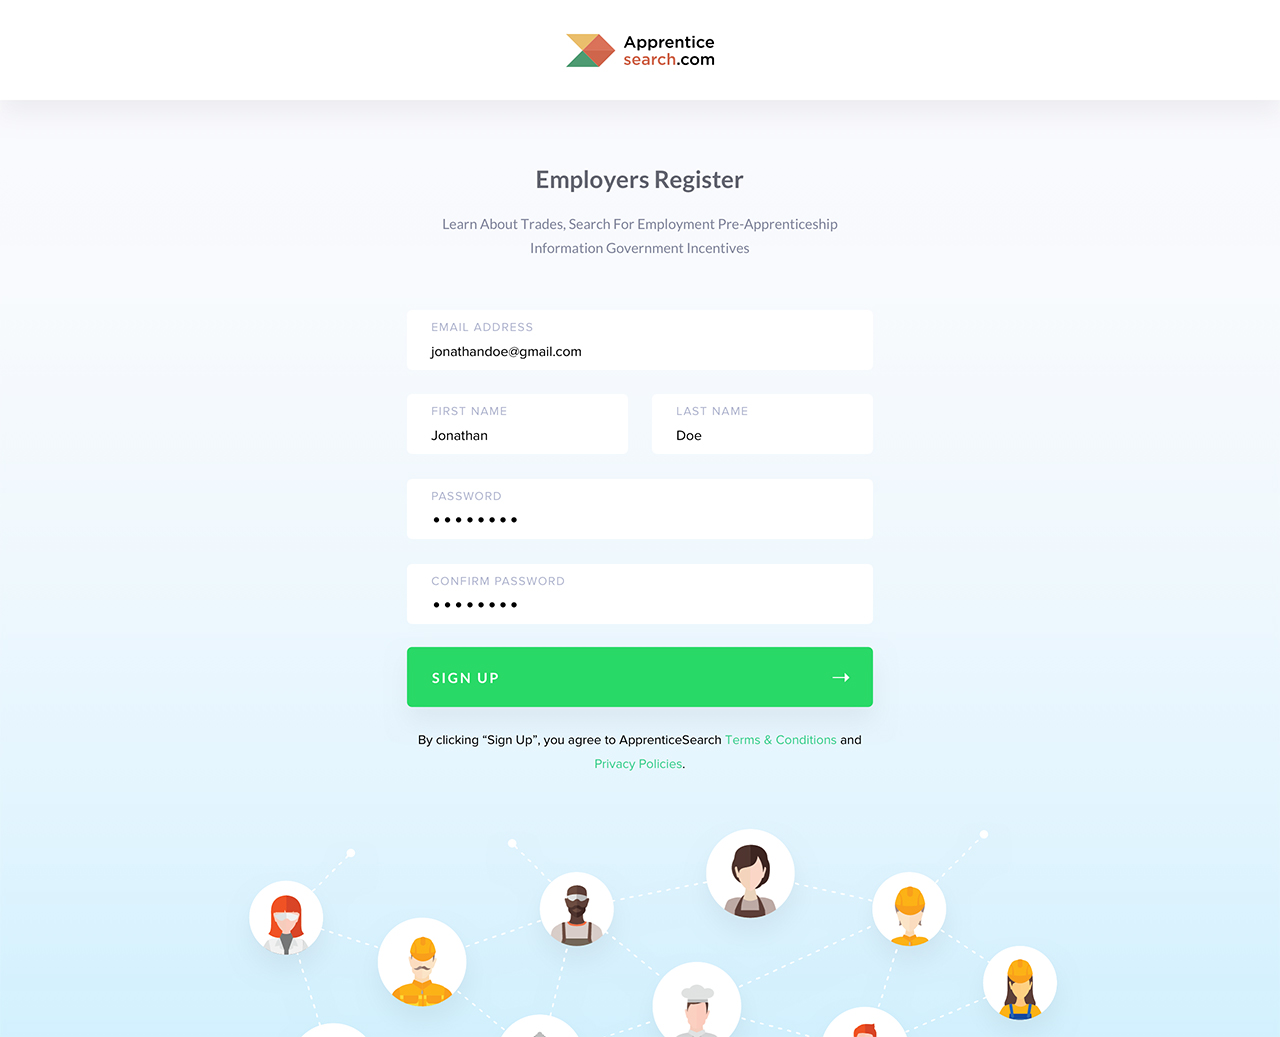 Apprentice
search.com
Employers Register
Learn About Trades, Search For Employment Pre-Apprenticeship
Information Government Incentives
EMAIL ADDRESS
jonathandoe@gmail.com
FIRST NAME
Jonathan
LAST NAME
Doe
PASSWORD
••••••••
CONFIRM PASSWORD
••••••••
SIGN UP →
By clicking “Sign Up”, you agree to ApprenticeSearch Terms & Conditions and
Privacy Policies.